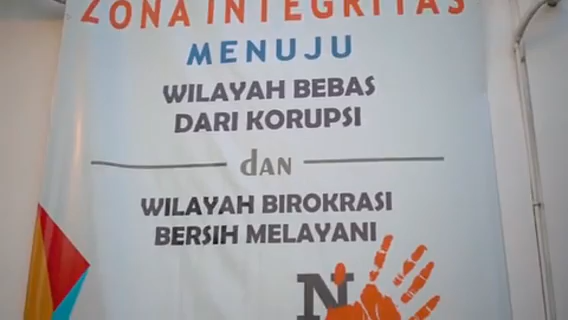 ZONA INTEGRITAS
MENUJU
WILAYAH BEBAS
DARI KORUPSI
dAN
WILAYAH BIROKRASI
BERSIH MELAYANI
N